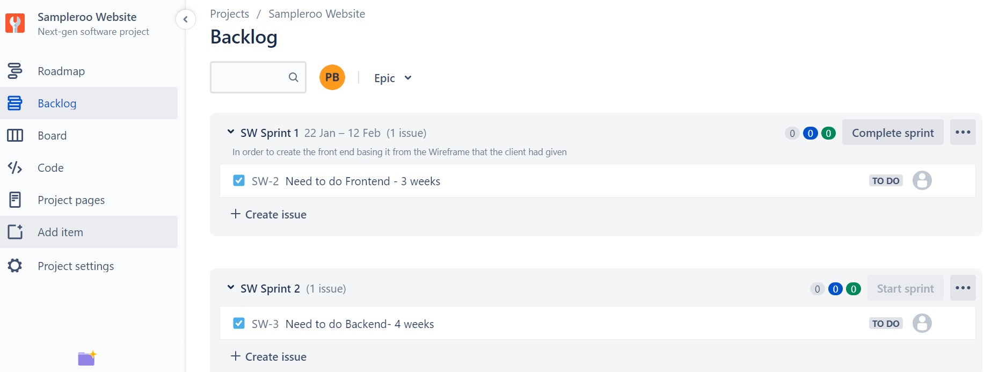 Sampleroo Website
Next-gen software project
Roadmap
Backlog
Board
Code
Project pages
Add item
Project settings
Projects / Sampleroo Website
Backlog
PB
Epic
SW Sprint 1 22 Jan – 12 Feb (1 issue)
0 0 0 Complete sprint
In order to create the front end basing it from the Wireframe that the client had given
SW-2 Need to do Frontend - 3 weeks TO DO
+ Create issue
SW Sprint 2 (1 issue)
0 0 0 Start sprint
SW-3 Need to do Backend- 4 weeks TO DO
+ Create issue